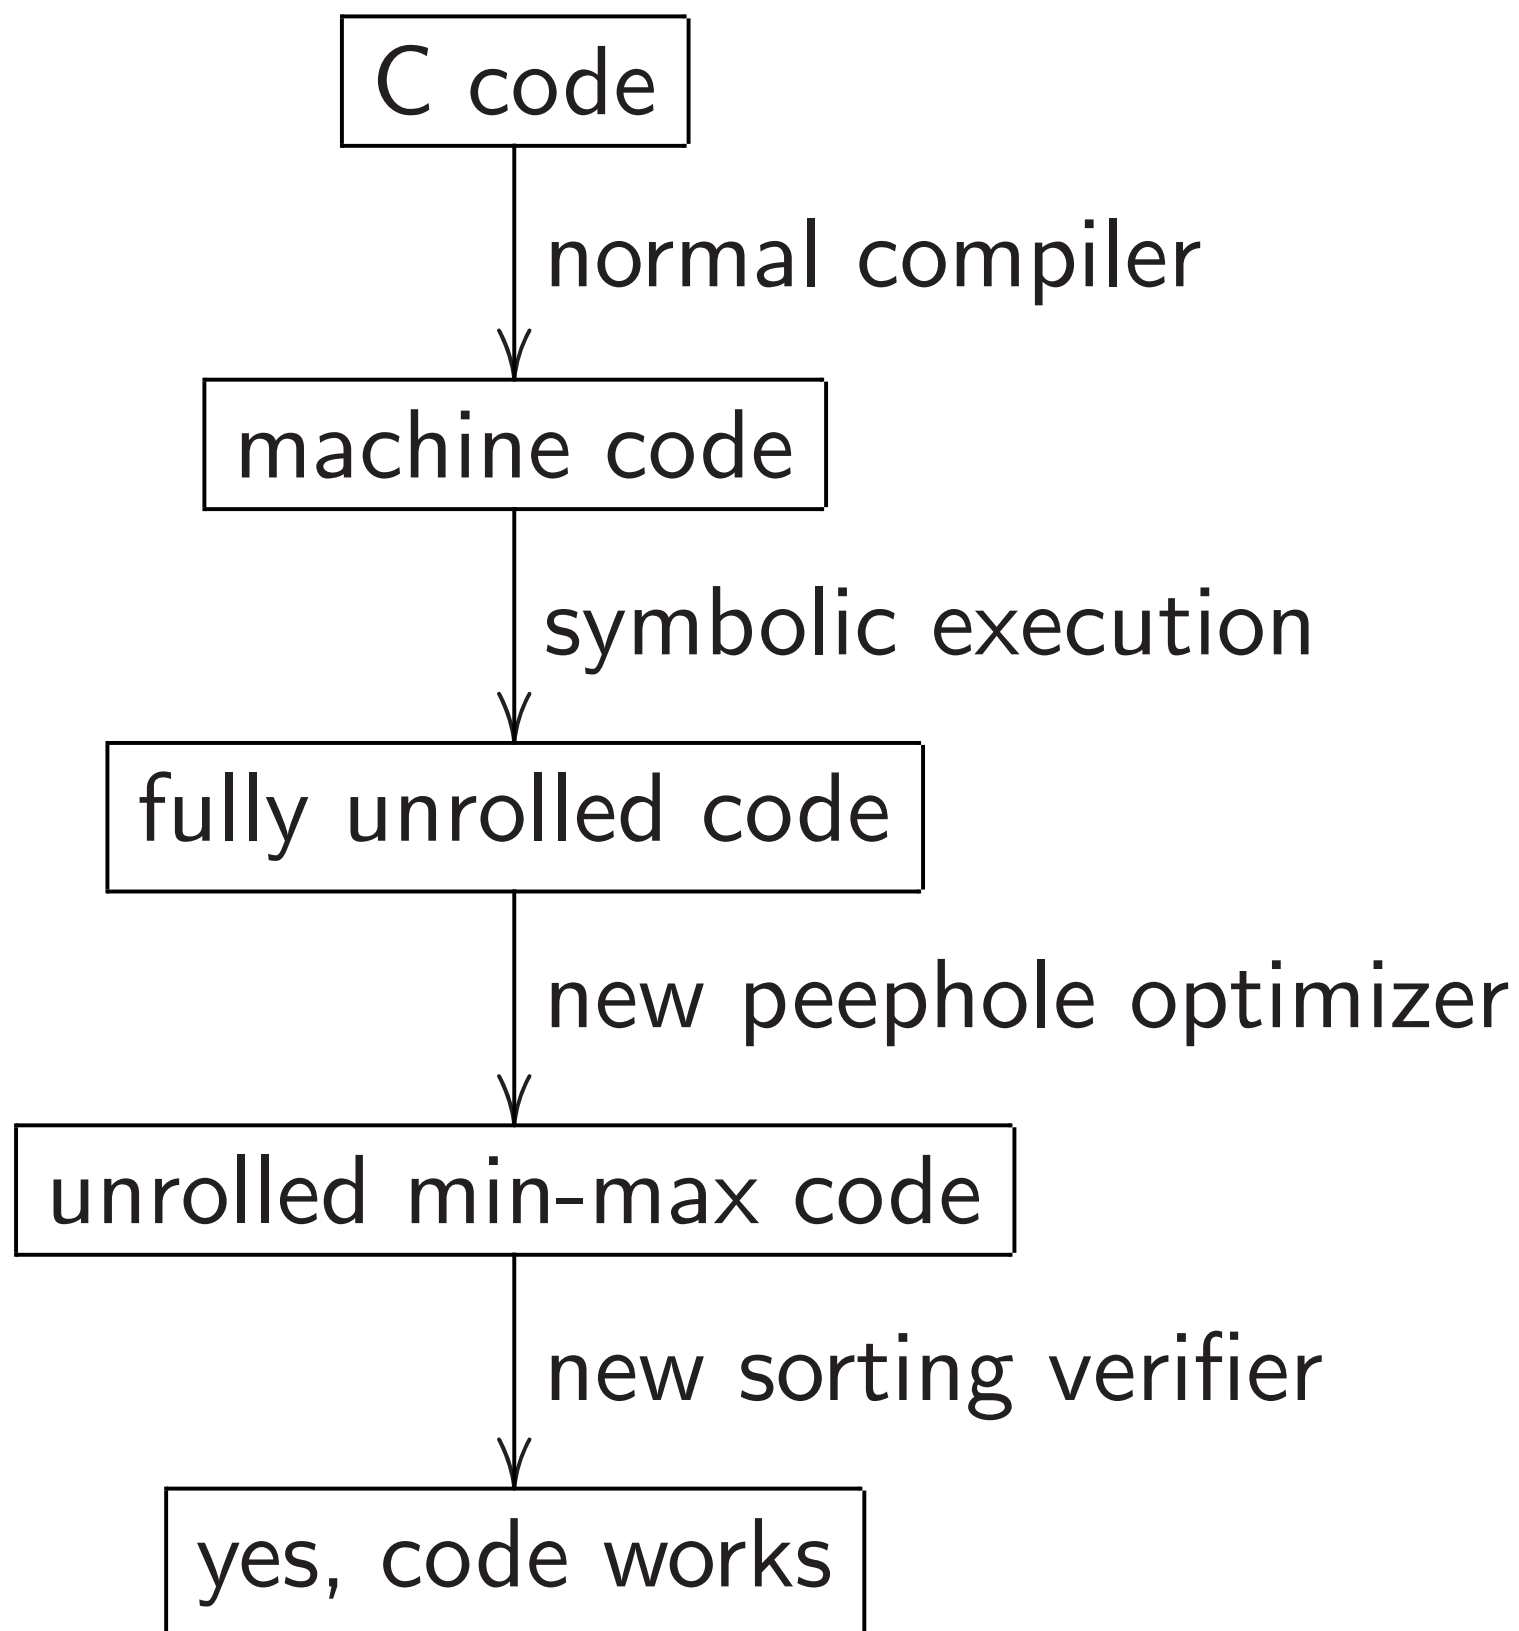 C code
normal compiler
machine code
symbolic execution
fully unrolled code
new peephole optimizer
unrolled min-max code
new sorting verifier
yes, code works